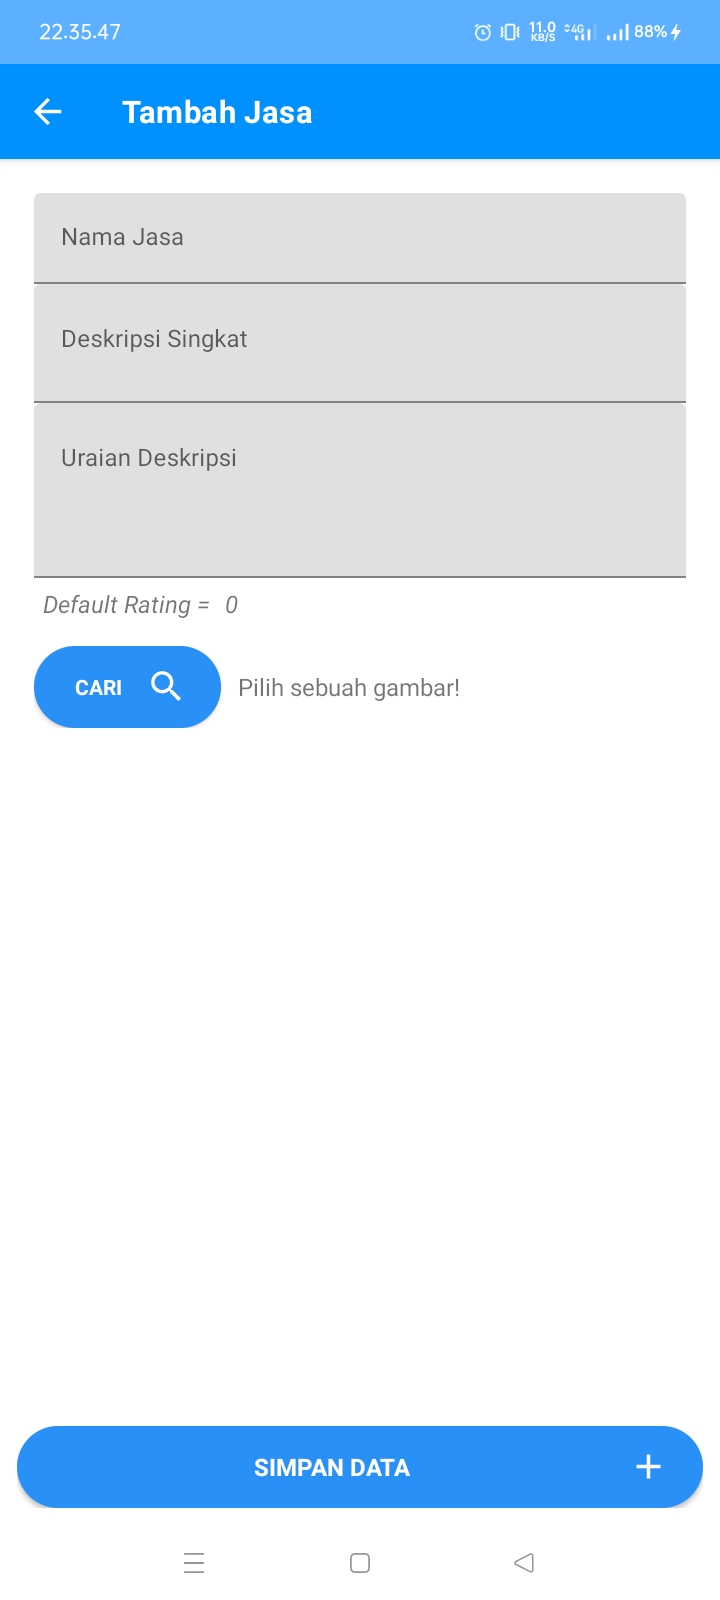 22.35.47 11.0 KB/S 4G 88%
Tambah Jasa
Nama Jasa
Deskripsi Singkat
Uraian Deskripsi
Default Rating = 0
CARI Pilih sebuah gambar!
SIMPAN DATA